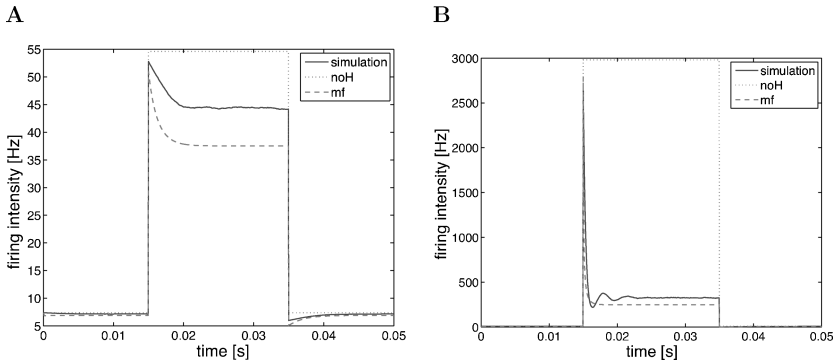 A
B
55
50
45
40
35
30
25
20
15
10
5
firing intensity [Hz]
simulation
noH
mf
0
0.01
0.02
0.03
0.04
0.05
time [s]
3000
2500
2000
1500
1000
500
0
firing intensity [Hz]
simulation
noH
mf
0
0.01
0.02
0.03
0.04
0.05
time [s]